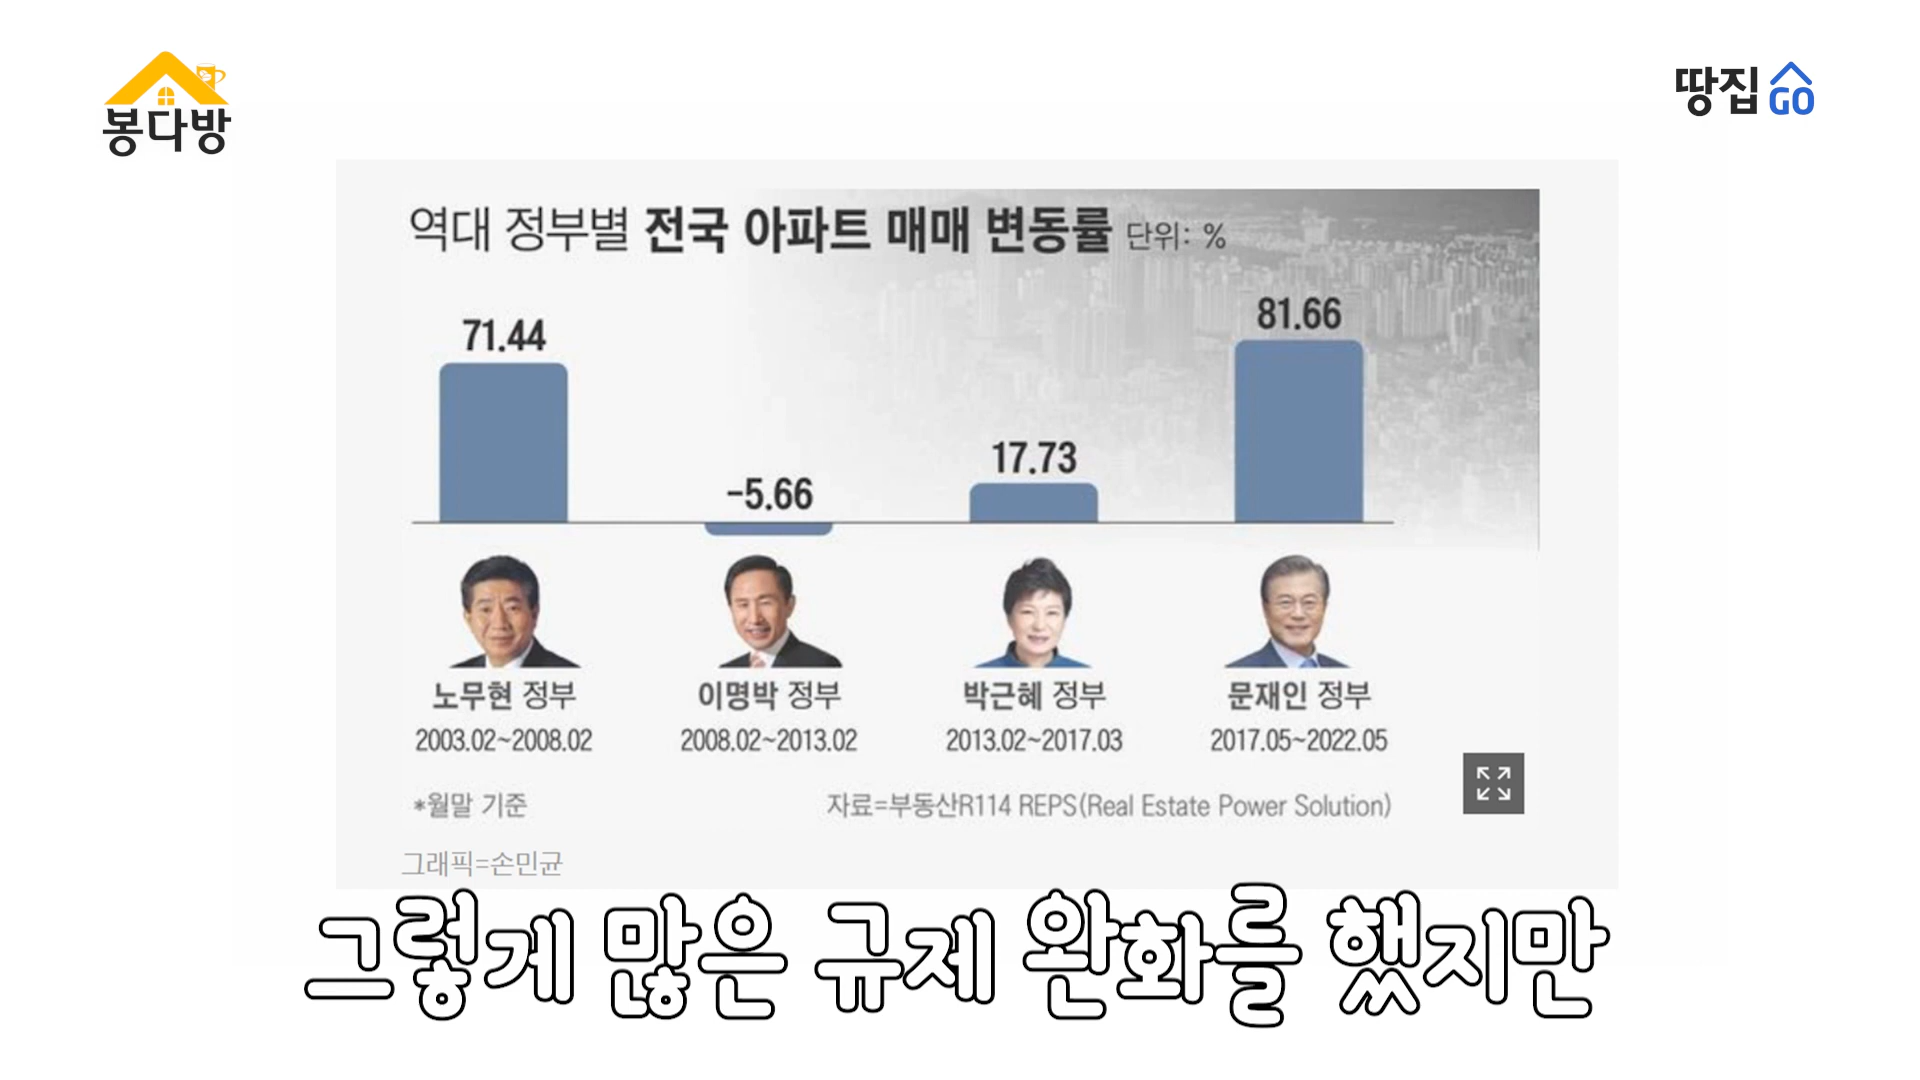 봉다방
땅집GO
역대 정부별 전국 아파트 매매 변동률 단위: %
71.44
-5.66
17.73
81.66
노무현 정부
이명박 정부
박근혜 정부
문재인 정부
2003.02~2008.02
2008.02~2013.02
2013.02~2017.03
2017.05~2022.05
*월말 기준
자료=부동산R114 REPS(Real Estate Power Solution)
그래픽=손민균
그렇게 많은 규제 완화를 했지만